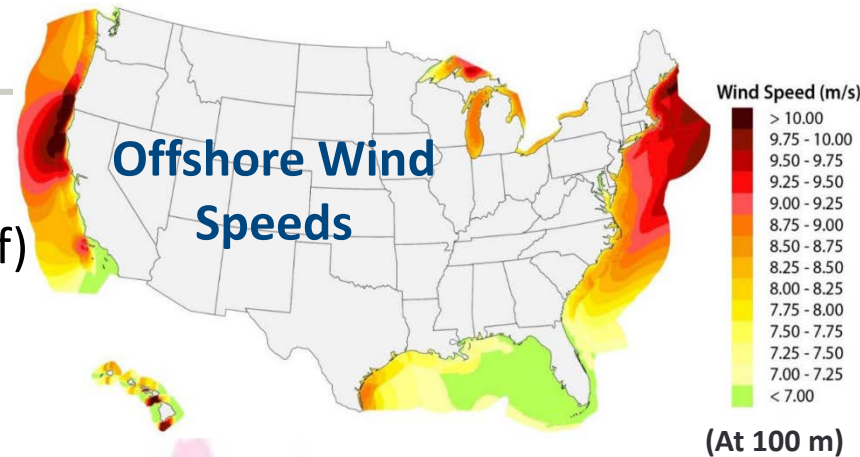 Offshore Wind
Speeds
f)
Wind Speed (m/s)
> 10.00
9.75 - 10.00
9.50 - 9.75
9.25 - 9.50
9.00 - 9.25
8.75 - 9.00
8.50 - 8.75
8.25 - 8.50
8.00 - 8.25
7.75 - 8.00
7.50 - 7.75
7.25 - 7.50
7.00 - 7.25
< 7.00
(At 100 m)